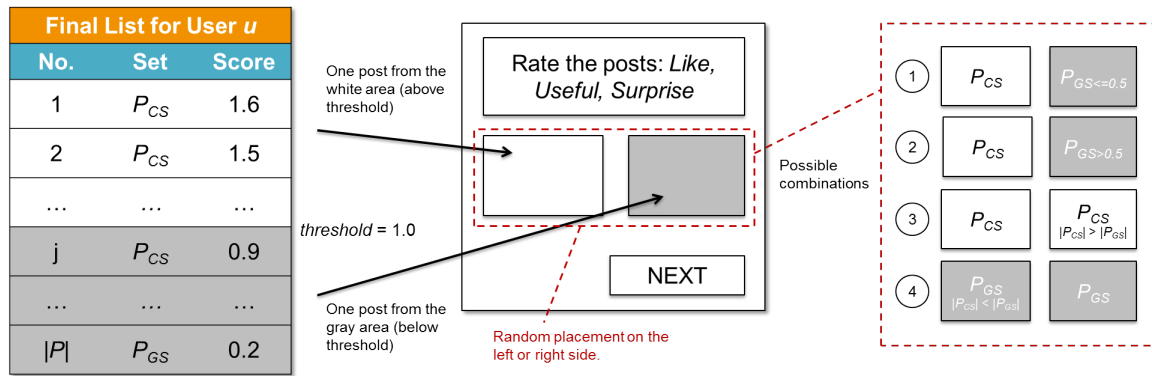 Final List for User u
No. Set Score
1 PCS 1.6
2 PCS 1.5
... ... ...
j PCS 0.9
... ... ...
|P| PGS 0.2
One post from the
white area (above
threshold)
threshold = 1.0
One post from the
gray area (below
threshold)
Rate the posts: Like,
Useful, Surprise
NEXT
Random placement on the
left or right side.
Possible
combinations
1 PCS PGS<=0.5
2 PCS PGS>0.5
3 PCS PCS
|PCS| > |PGS|
4 PGS PGS
|PCS| < |PGS|